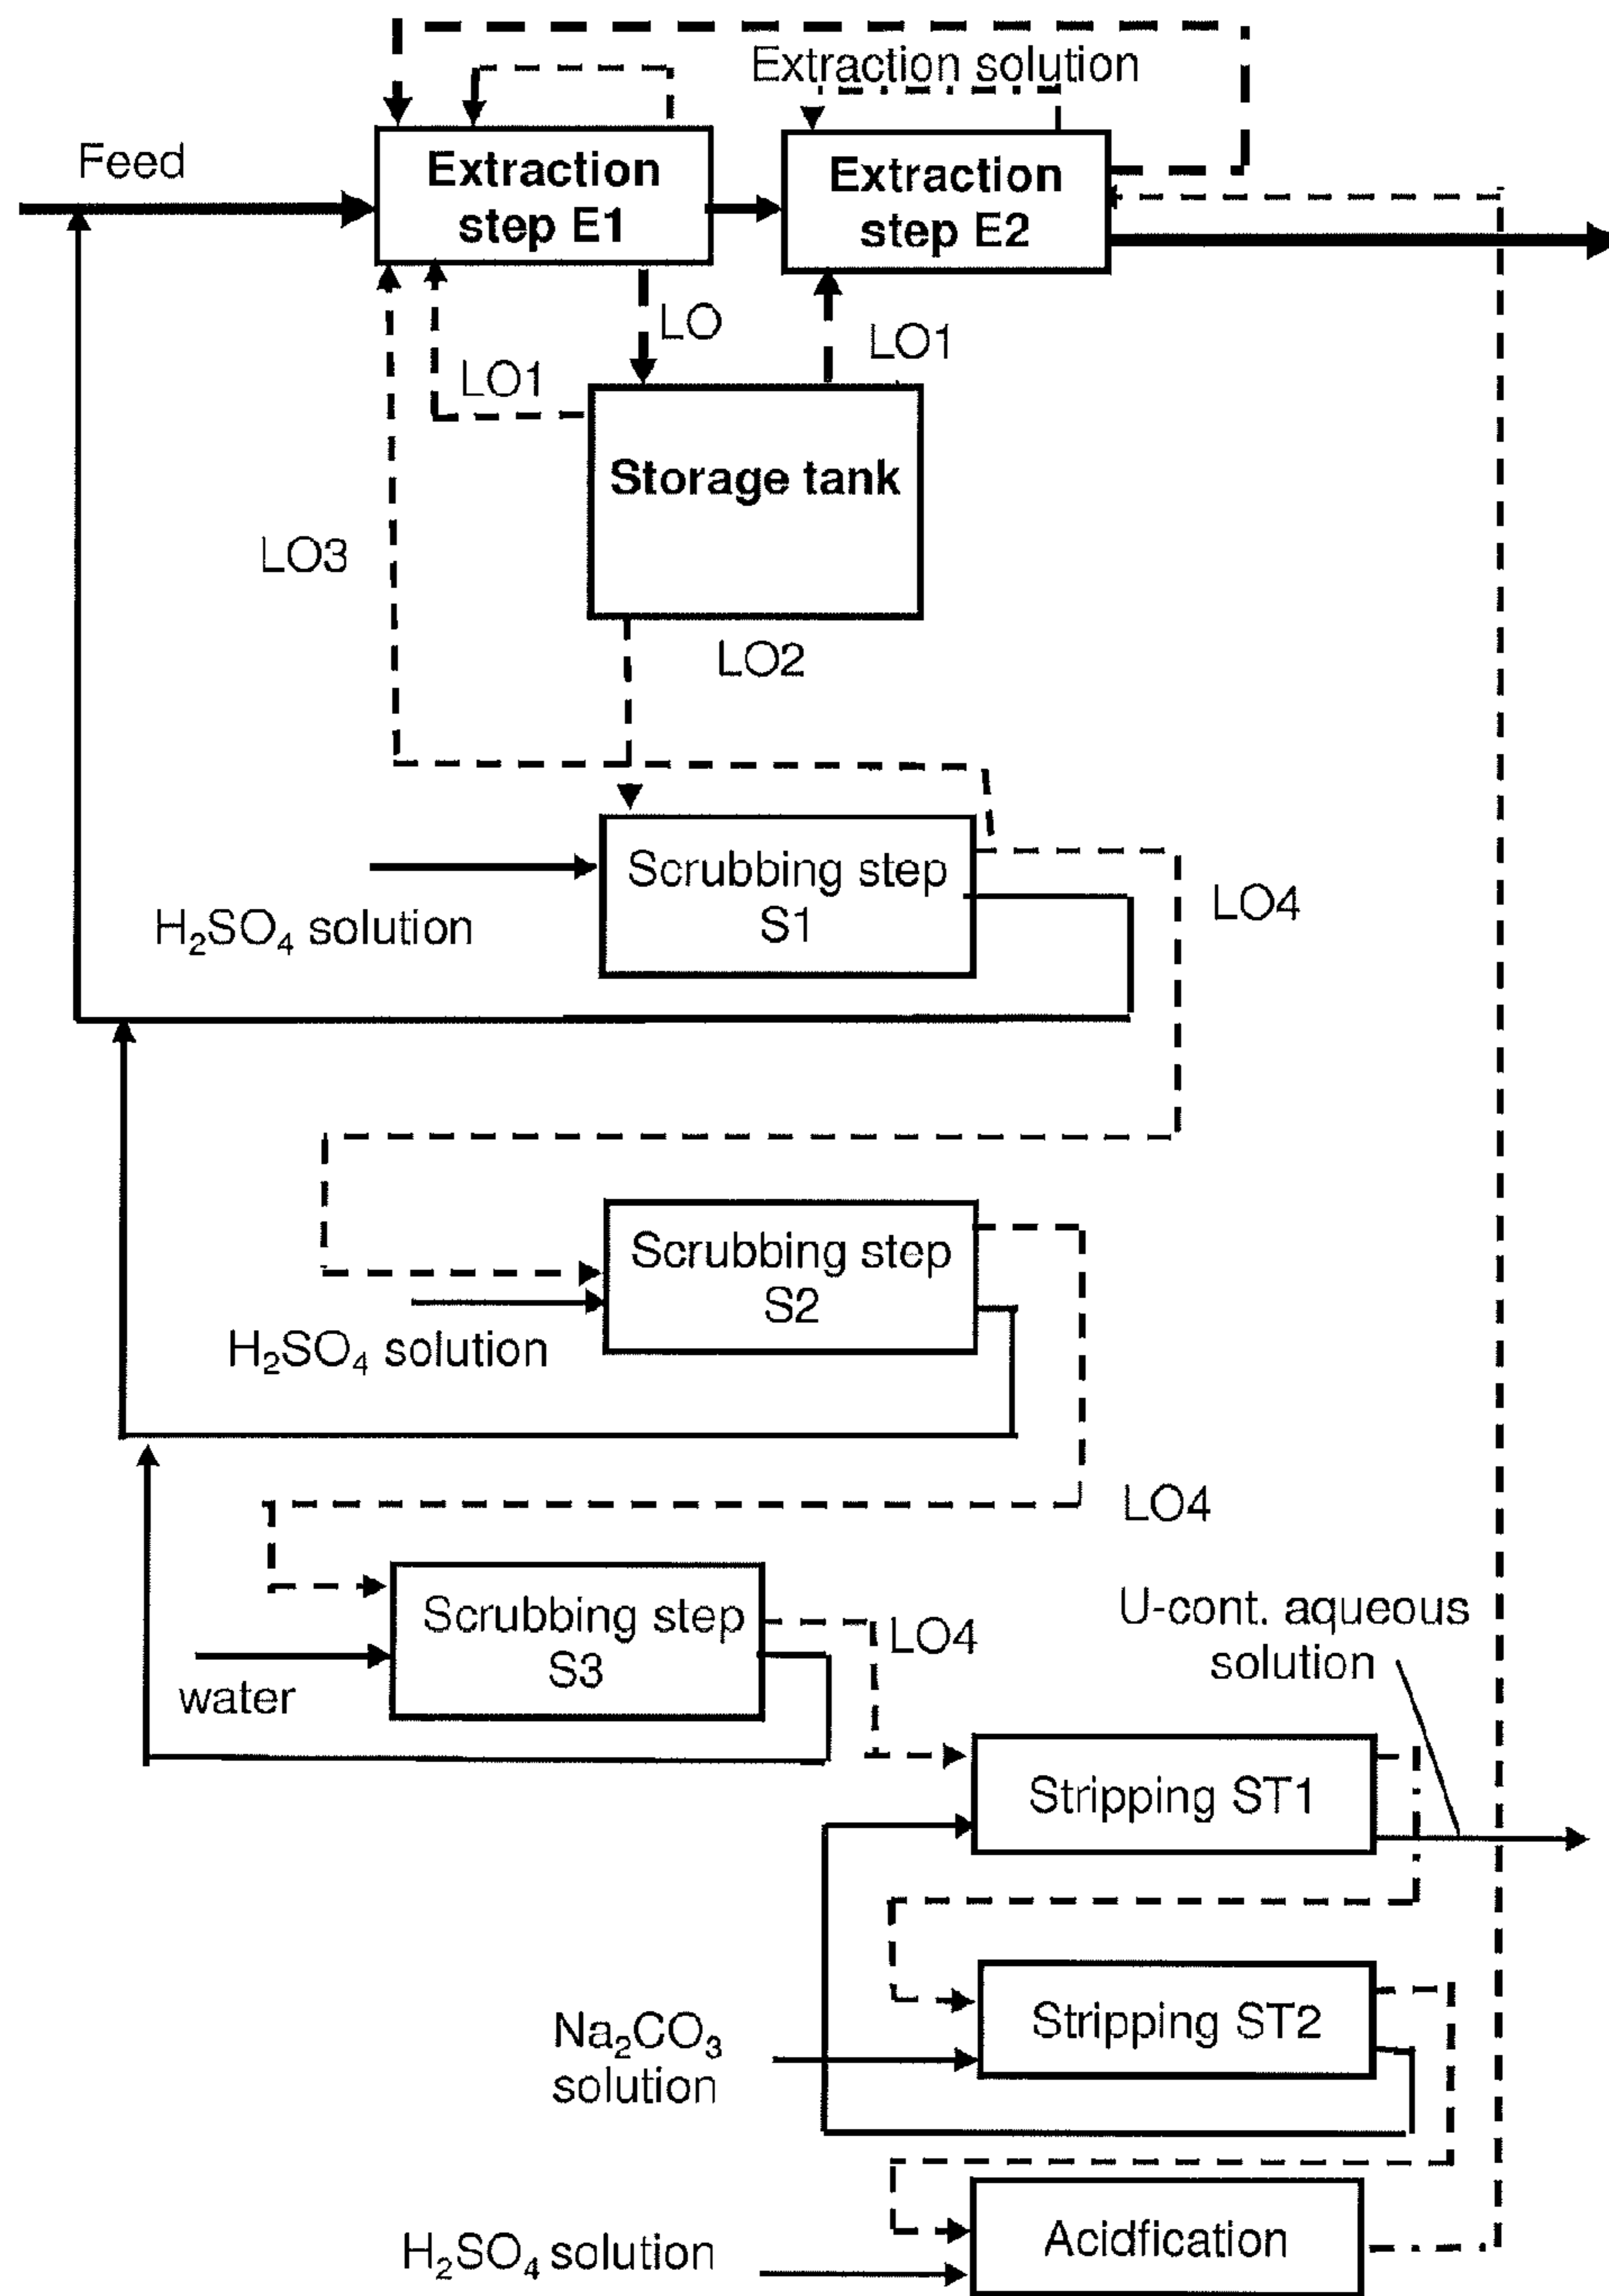 Extraction solution
Feed
Extraction
step E1
Extraction
step E2
LO
LO1
LO1
Storage tank
LO3
LO2
Scrubbing step
S1
LO4
H₂SO₄ solution
Scrubbing step
S2
H₂SO₄ solution
LO4
Scrubbing step
S3
LO4
U-cont. aqueous
solution
water
Stripping ST1
Stripping ST2
Na₂CO₃
solution
Acidfication
H₂SO₄ solution